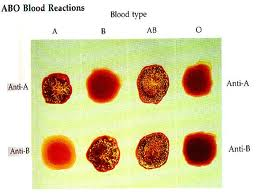 ABO Blood Reactions
Blood type
A B AB O
Anti-A Anti-A
Anti-B Anti-B